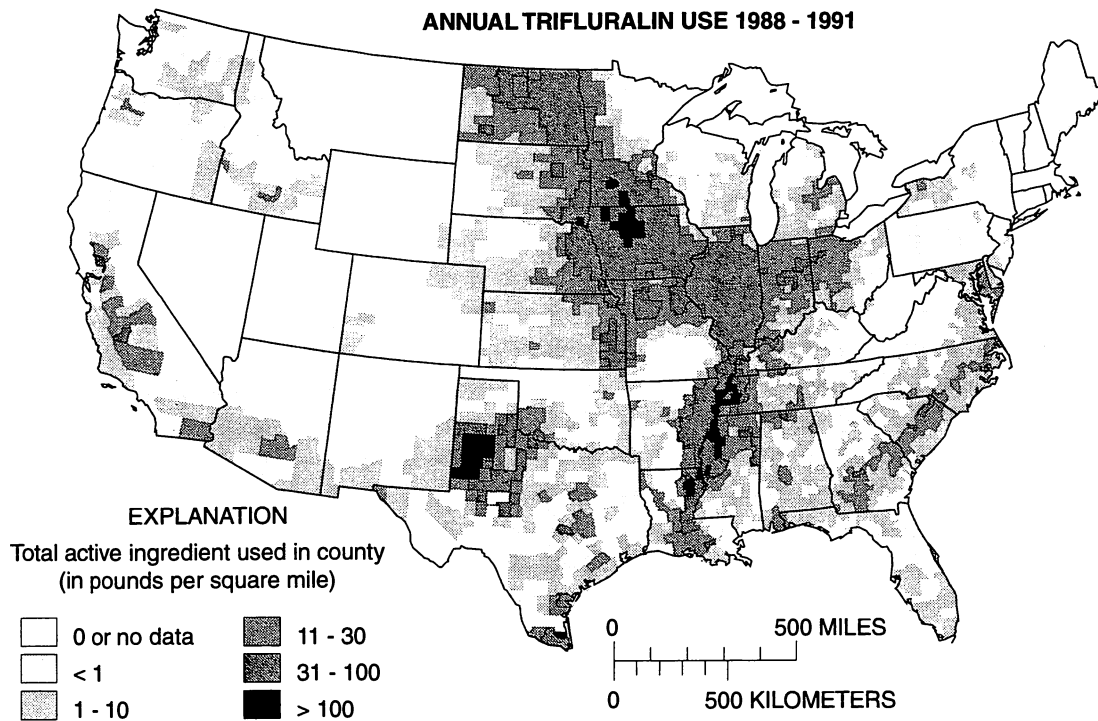 ANNUAL TRIFLURALIN USE 1988 - 1991
EXPLANATION
Total active ingredient used in county
(in pounds per square mile)
0 or no data
< 1
1 - 10
11 - 30
31 - 100
> 100
0 500 MILES
0 500 KILOMETERS